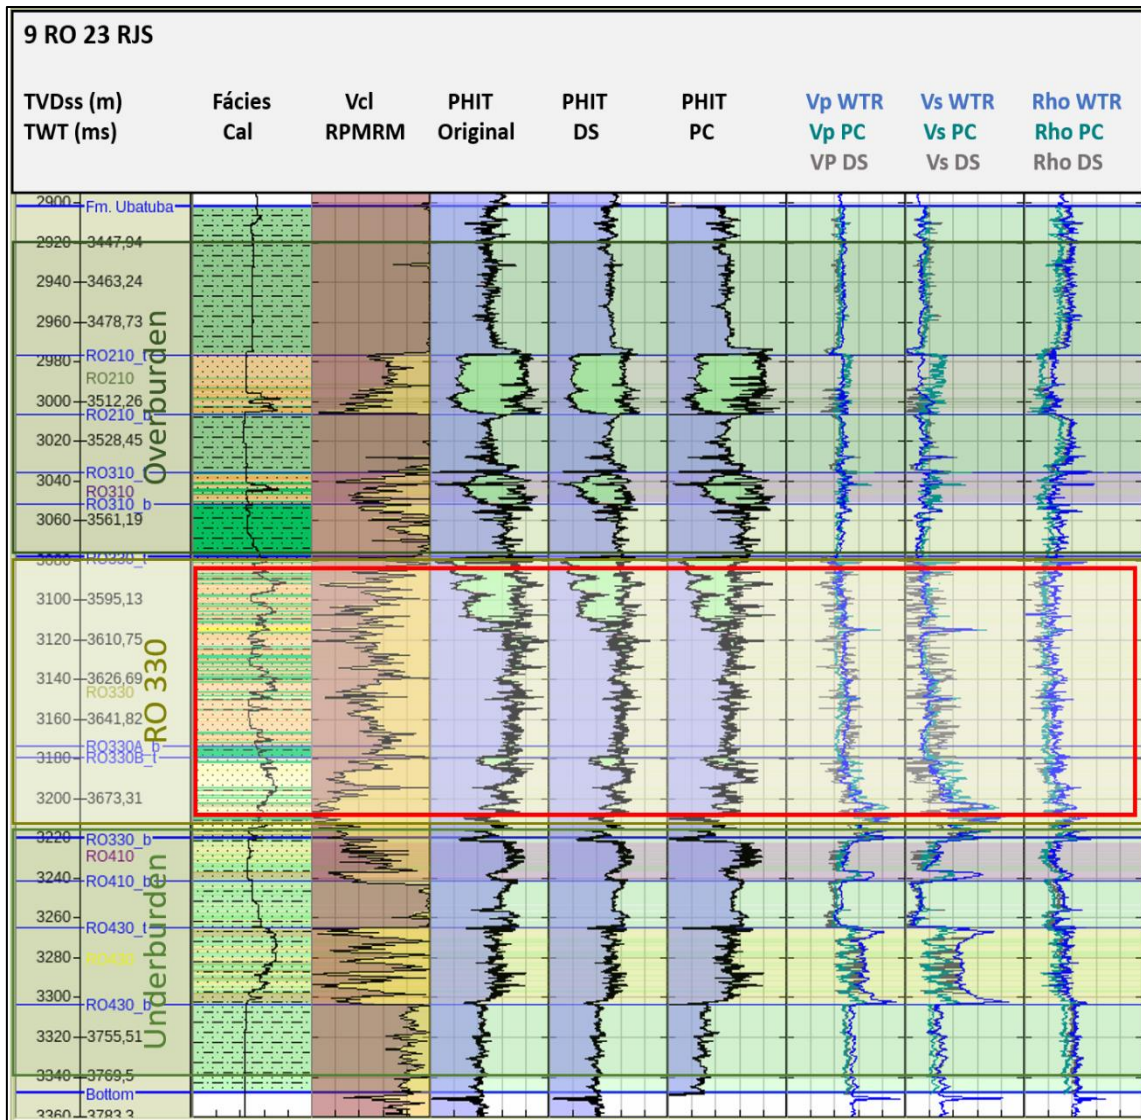 9 RO 23 RJS
TVDss (m) Fácies Vcl PHIT PHIT PHIT Vp WTR Vs WTR Rho WTR
TWT (ms) Cal RPMRM Original DS PC Vp PC Vs PC Rho PC
VP DS Vs DS Rho DS
2900
Fm. Ubatuba
2920 3447,94
2940 3463,24
2960 3478,73
RO210_t
2980
RO210
3000 3512,26
RO210_b
3020 3528,45
RO310_t
3040
RO310
RO310_b
3060 3561,19
Overburden
3080 RO330_t
3100 3595,13
3120 3610,75
3140 3626,69
RO330
3160 3641,82
RO330A_b
3180 RO330B_t
3200 3673,31
RO 330
3220 RO330_b
RO410
3240 RO410_b
3260
RO430_t
3280 RO430
3300
RO430_b
3320 3755,51
3340 3769,5
Underburden
Bottom
3360 3783,3